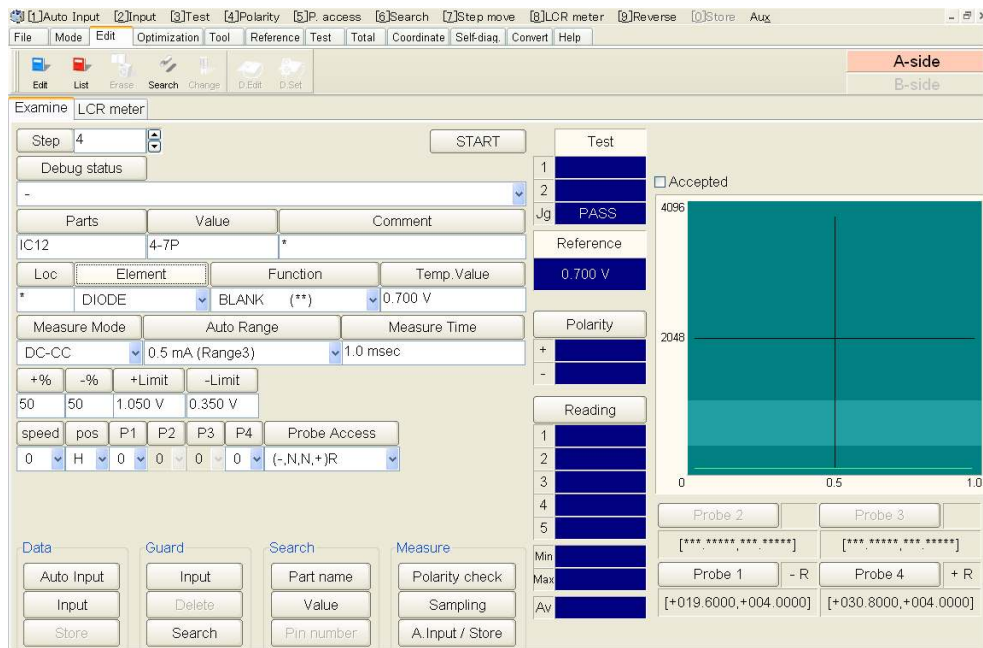 [1]Auto Input [2]Input [3]Test [4]Polarity [5]P. access [6]Search [7]Step move [8]LCR meter [9]Reverse [0]Store Aux
File Mode Edit Optimization Tool Reference Test Total Coordinate Self-diag. Convert Help
Edit List Erase Search Change D.Edit D.Set
A-side
B-side
Examine LCR meter
Step 4 START
Debug status
-
Parts Value Comment
IC12 4-7P *
Loc Element Function Temp.Value
* DIODE BLANK (**) 0.700 V
Measure Mode Auto Range Measure Time
DC-CC 0.5 mA (Range3) 1.0 msec
+% -% +Limit -Limit
50 50 1.050 V 0.350 V
speed pos P1 P2 P3 P4 Probe Access
0 H 0 0 0 0 (-,N,N,+)R
Data Guard Search Measure
Auto Input Input Part name Polarity check
Input Delete Value Sampling
Store Search Pin number A.Input / Store
Test
1
2
Jg PASS
Reference
0.700 V
Polarity
+
-
Reading
1
2
3
4
5
Min
Max
Av
Accepted
4096
2048
0 0.5 1.0
Probe 2 Probe 3
[***.*****,***.*****] [***.*****,***.*****]
Probe 1 - R Probe 4 + R
[+019.6000,+004.0000] [+030.8000,+004.0000]